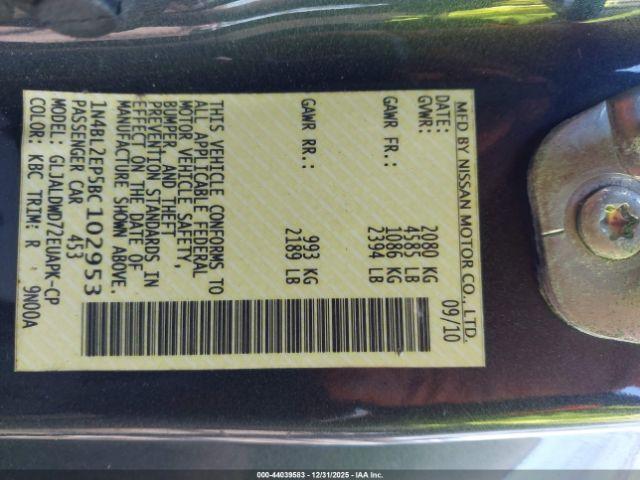 MFD BY NISSAN MOTOR CO., LTD.
DATE: 09/10
GVWR: 2080 KG
4585 LB
GAWR FR.: 1086 KG
2394 LB
GAWR RR.: 993 KG
2189 LB
THIS VEHICLE CONFORMS TO
ALL APPLICABLE FEDERAL
MOTOR VEHICLE SAFETY,
BUMPER, AND THEFT
PREVENTION STANDARDS IN
EFFECT ON THE DATE OF
MANUFACTURE SHOWN ABOVE.
1N4BL2EP5BC102953
PASSENGER CAR 453
MODEL: GLJALDWD72EUAPK-CP
COLOR: KBC TRIM: R 9N00A
000-44039583 - 12/31/2025 - IAA Inc.